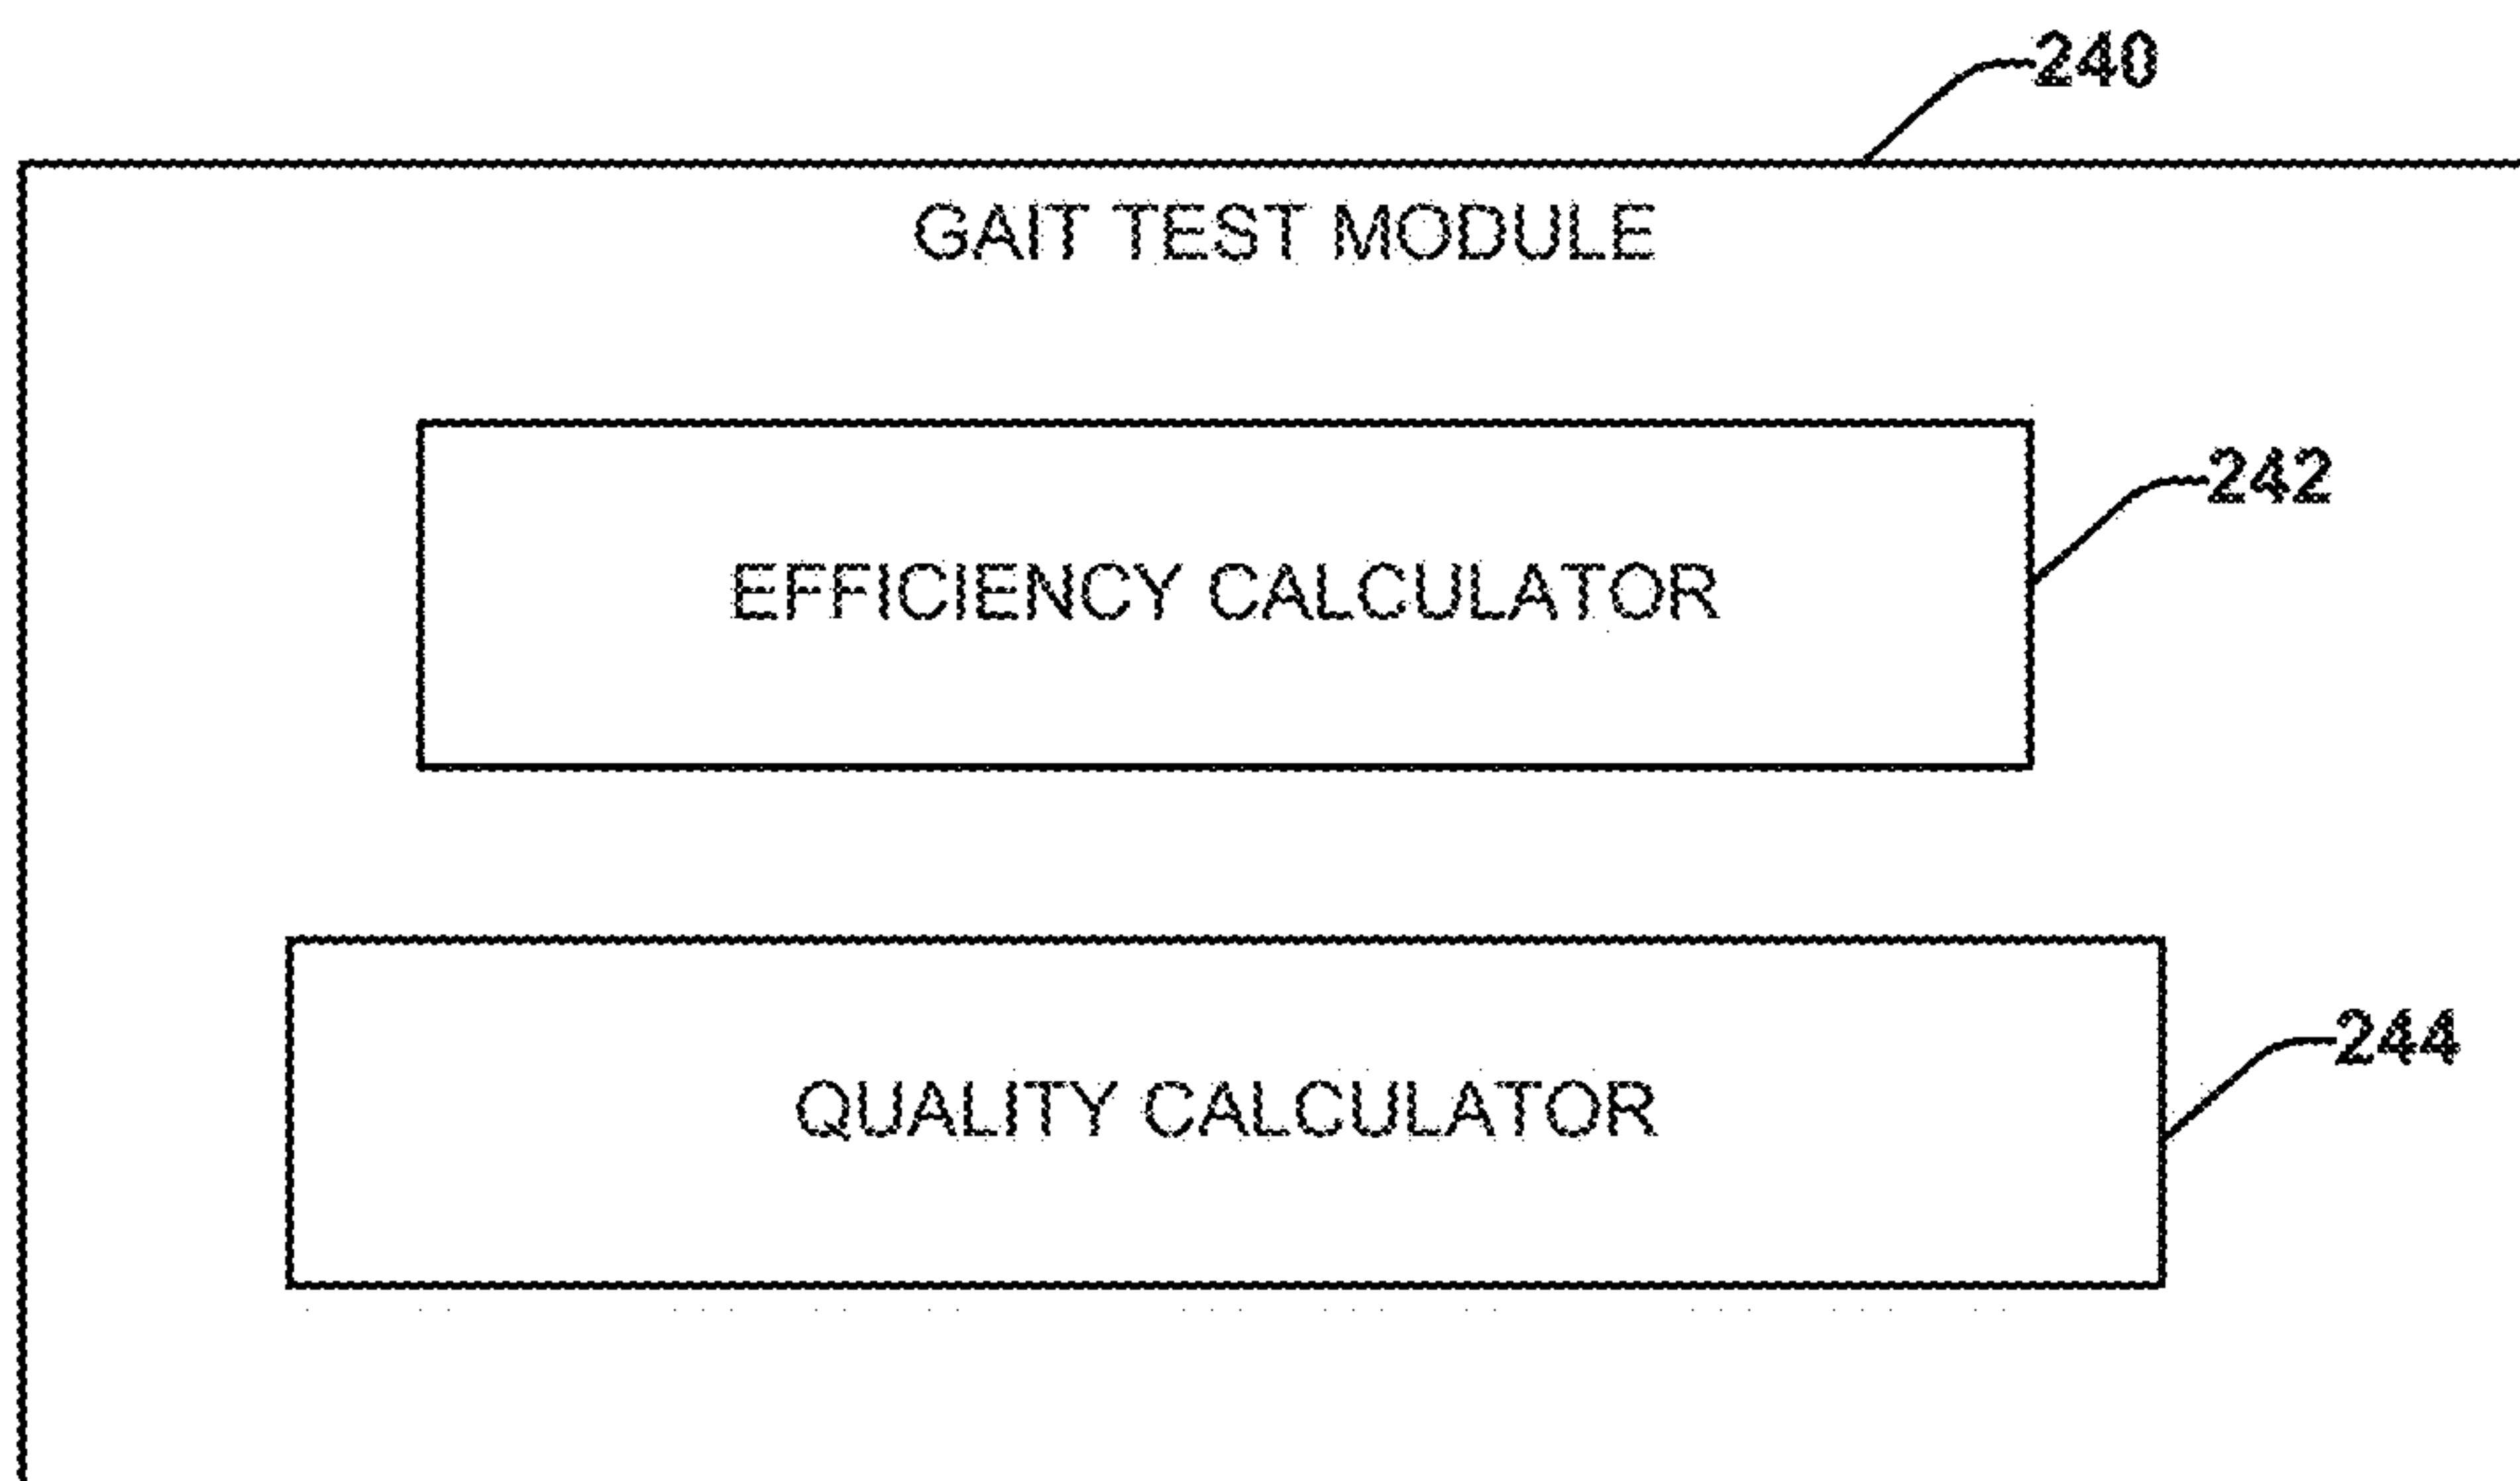 240
GAIT TEST MODULE
242
EFFICIENCY CALCULATOR
244
QUALITY CALCULATOR